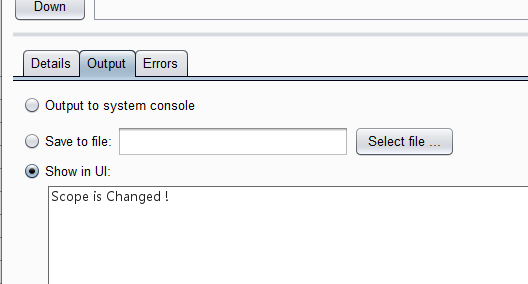 Down
Details Output Errors
Output to system console
Save to file: Select file ...
Show in UI:
Scope is Changed !